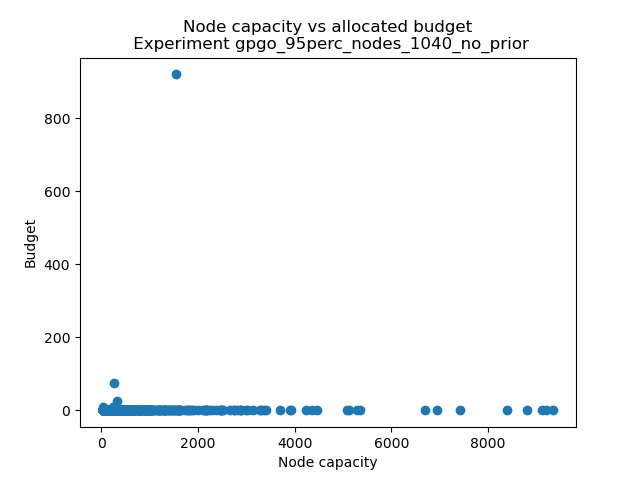 Node capacity vs allocated budget
Experiment gpgo_95perc_nodes_1040_no_prior
800
600
400
200
0
Budget
0 2000 4000 6000 8000
Node capacity